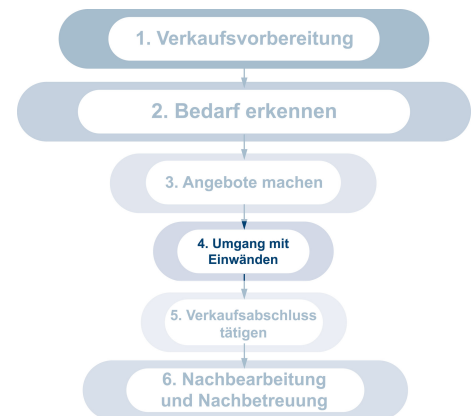 1. Verkaufsvorbereitung
2. Bedarf erkennen
3. Angebote machen
4. Umgang mit
Einwänden
5. Verkaufsabschluss
tätigen
6. Nachbearbeitung
und Nachbetreuung